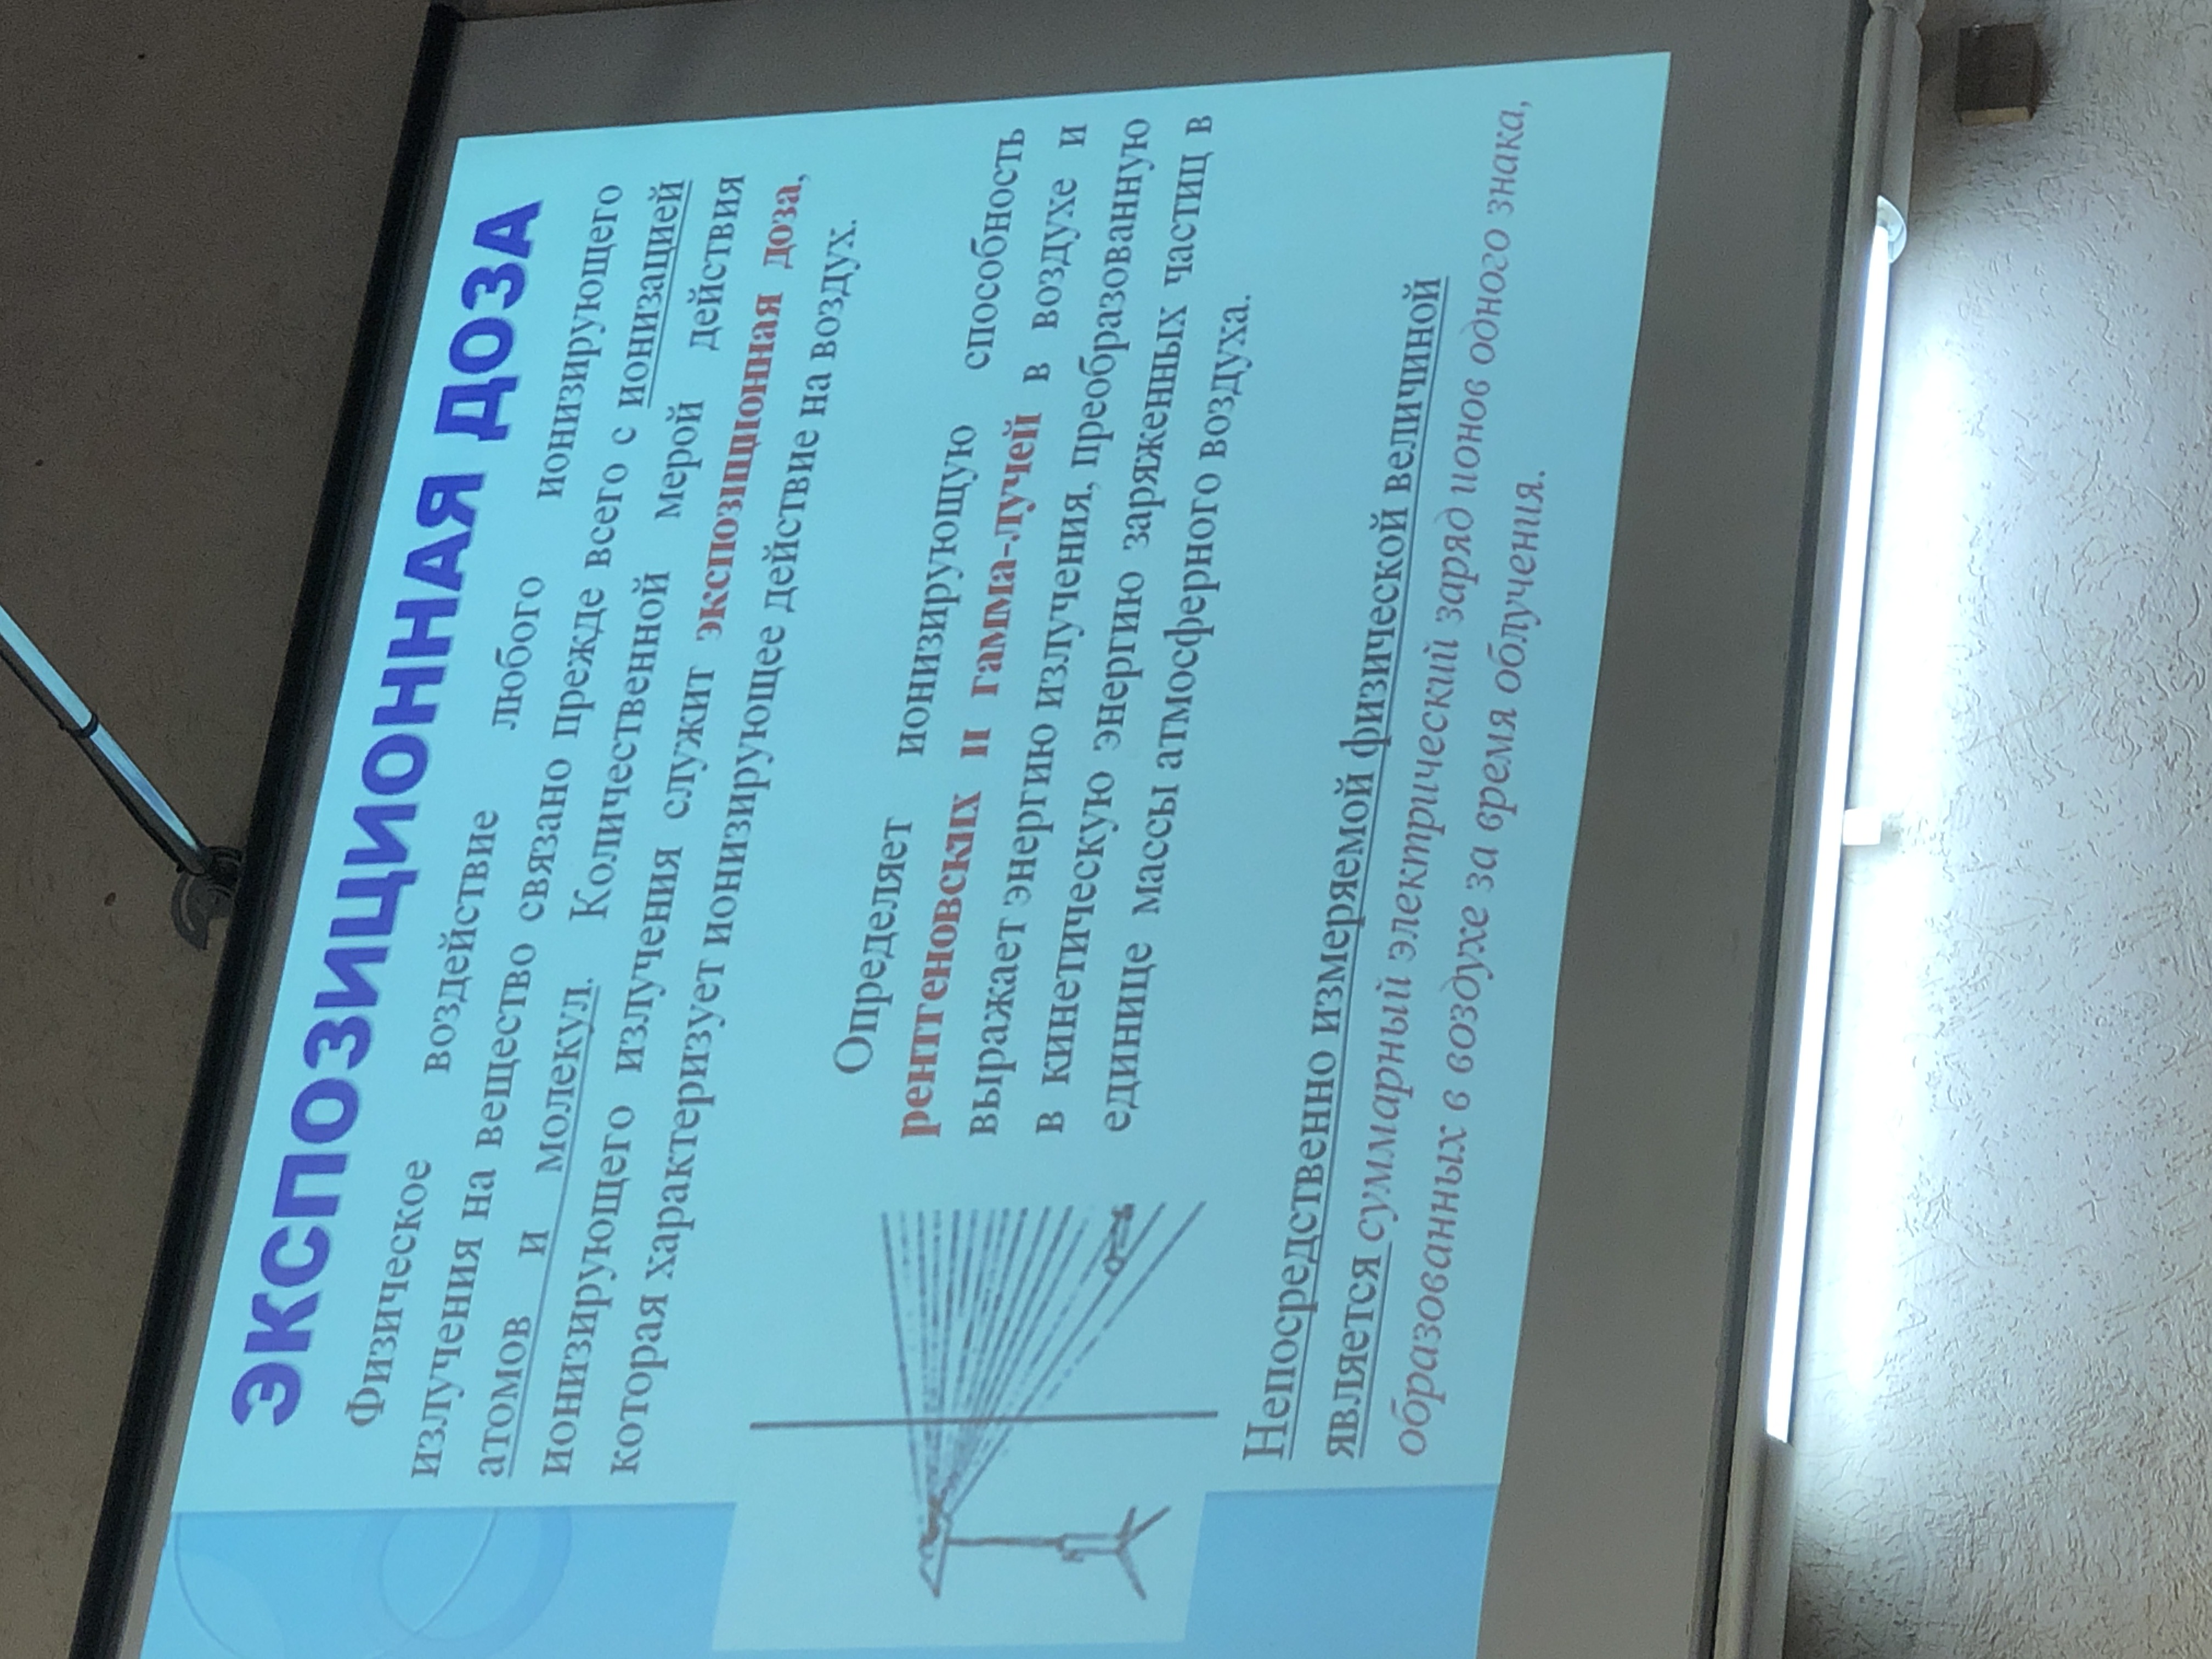 ЭКСПОЗИЦИОННАЯ ДОЗА
Физическое воздействие любого ионизирующего
излучения на вещество связано прежде всего с ионизацией
атомов и молекул. Количественной мерой действия
ионизирующего излучения служит экспозиционная доза,
которая характеризует ионизирующее действие на воздух.
Определяет ионизирующую способность
рентгеновских и гамма-лучей в воздухе и
выражает энергию излучения, преобразованную
в кинетическую энергию заряженных частиц в
единице массы атмосферного воздуха.
Непосредственно измеряемой физической величиной
является суммарный электрический заряд ионов одного знака,
образованных в воздухе за время облучения.